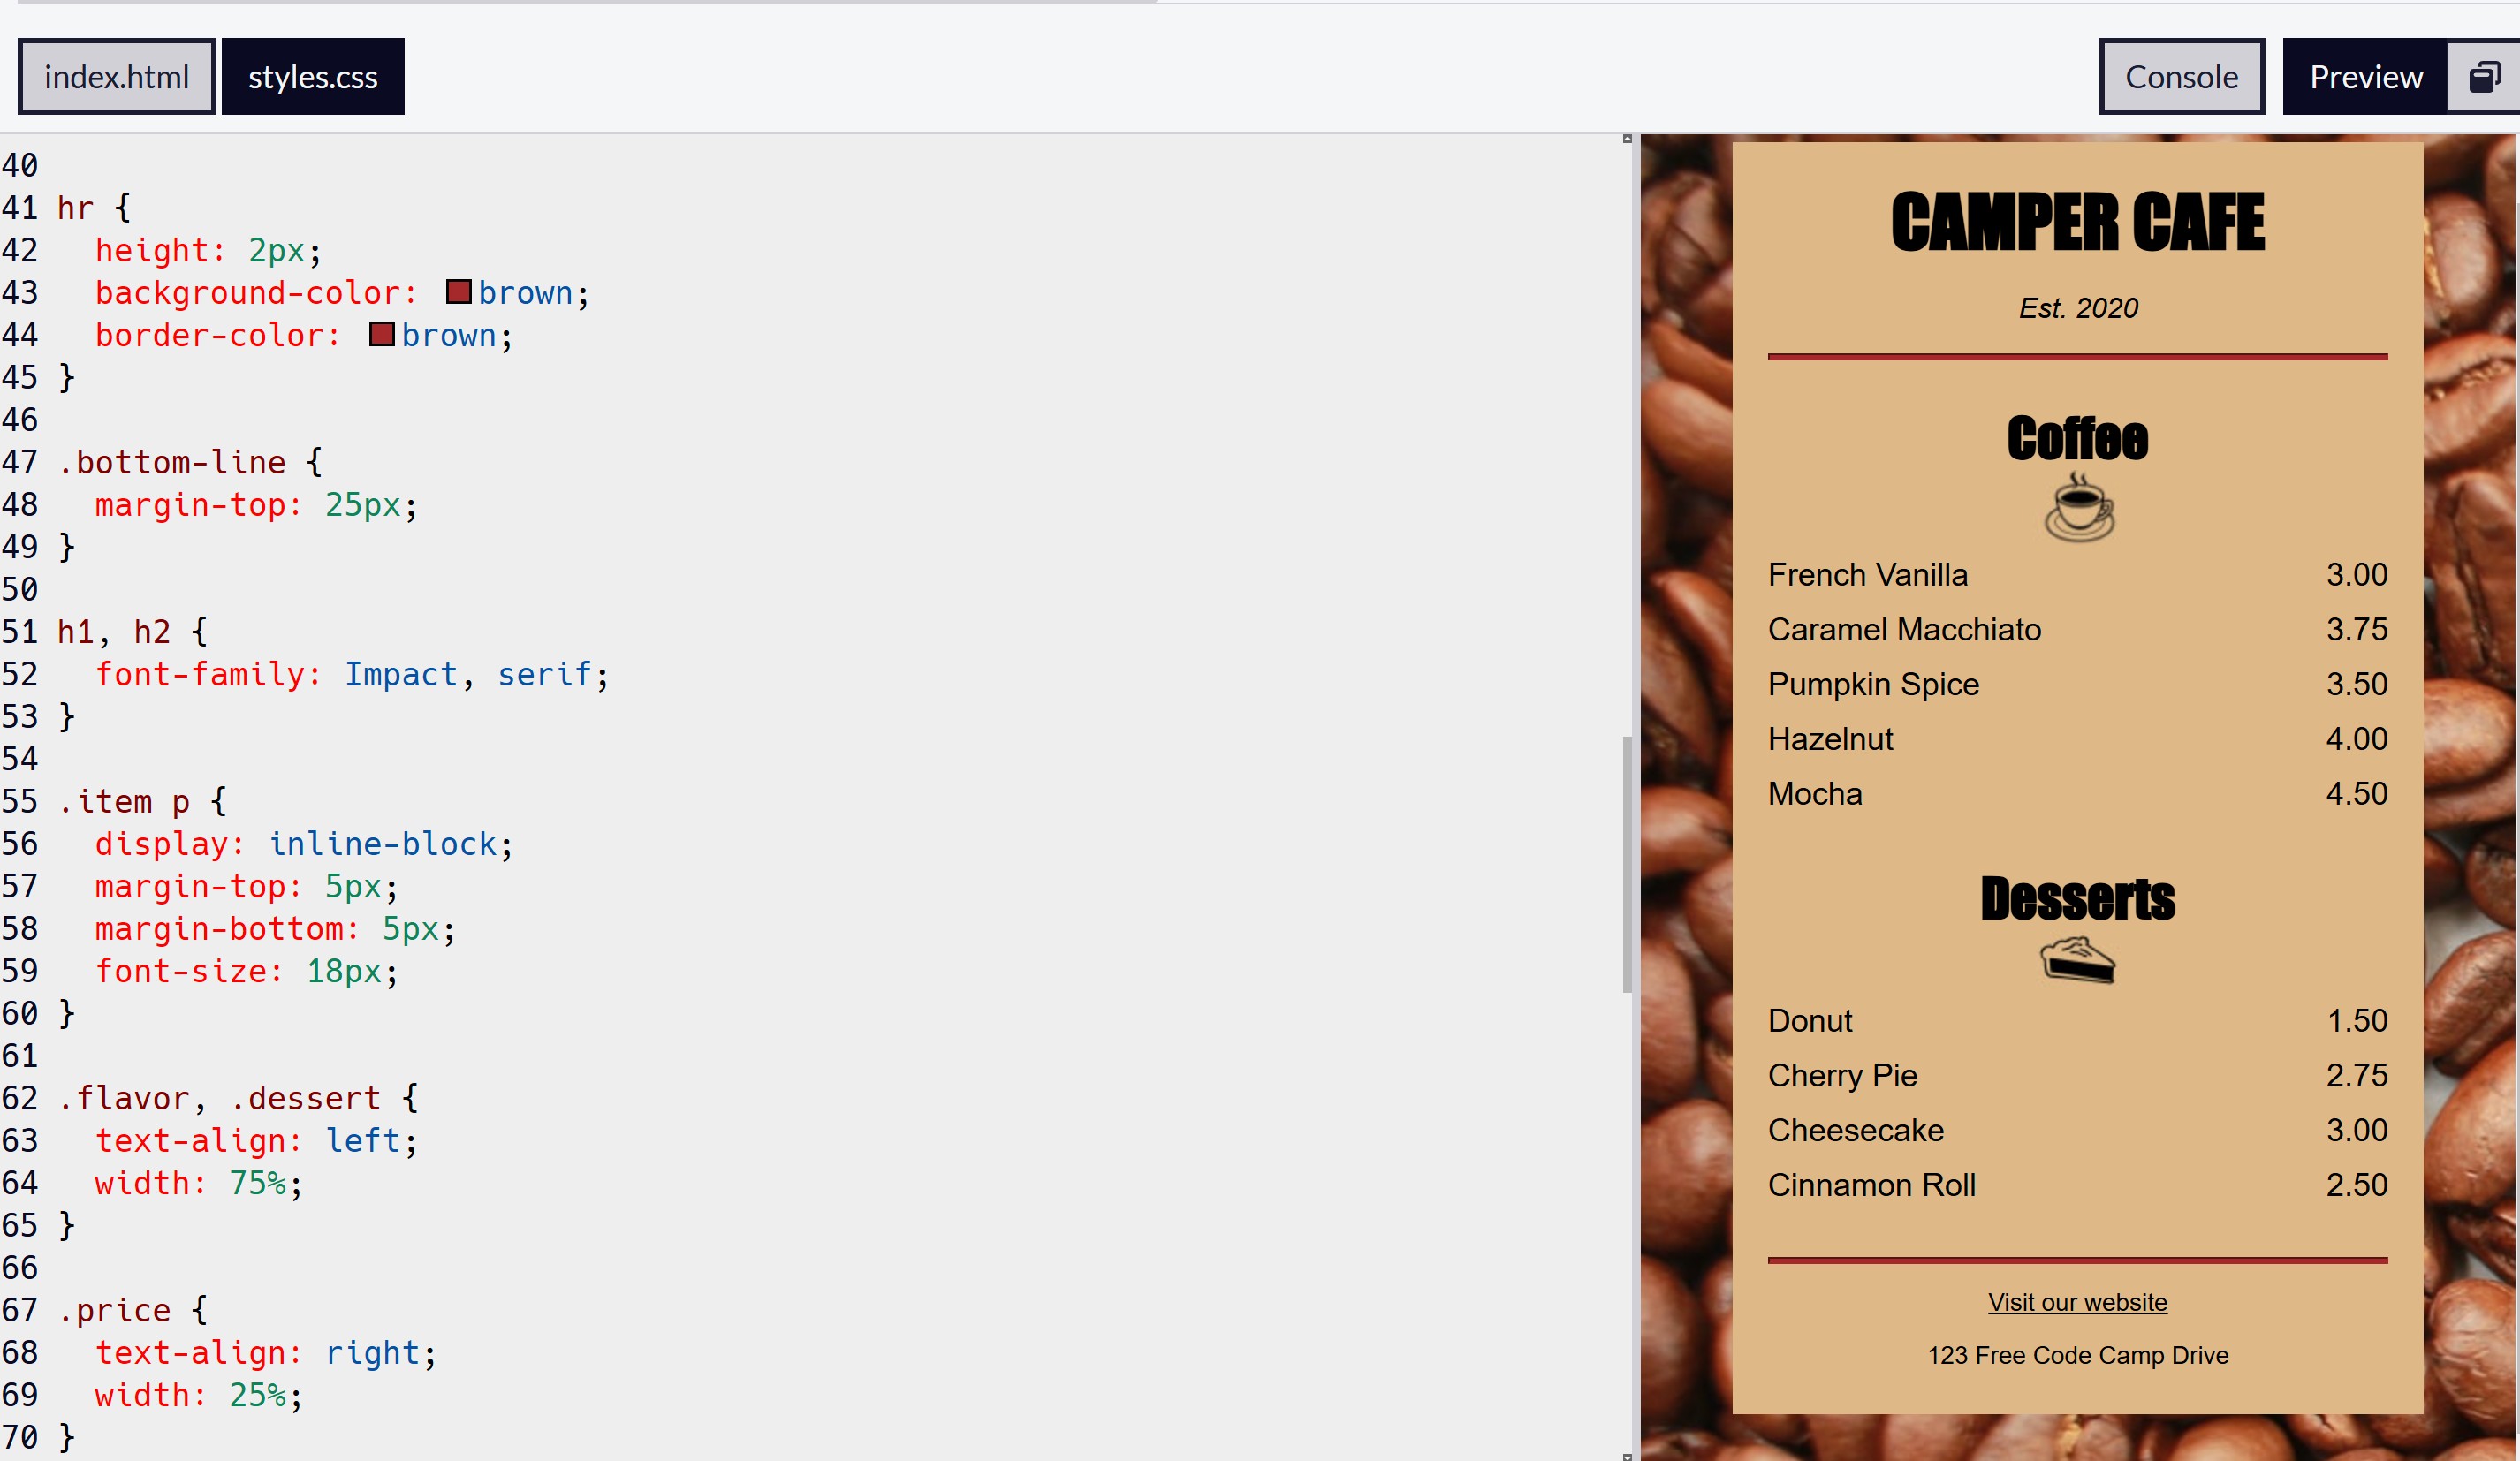 index.html styles.css Console Preview
40
41 hr {
42   height: 2px;
43   background-color: brown;
44   border-color: brown;
45 }
46
47 .bottom-line {
48   margin-top: 25px;
49 }
50
51 h1, h2 {
52   font-family: Impact, serif;
53 }
54
55 .item p {
56   display: inline-block;
57   margin-top: 5px;
58   margin-bottom: 5px;
59   font-size: 18px;
60 }
61
62 .flavor, .dessert {
63   text-align: left;
64   width: 75%;
65 }
66
67 .price {
68   text-align: right;
69   width: 25%;
70 }
CAMPER CAFE
Est. 2020
Coffee
French Vanilla 3.00
Caramel Macchiato 3.75
Pumpkin Spice 3.50
Hazelnut 4.00
Mocha 4.50
Desserts
Donut 1.50
Cherry Pie 2.75
Cheesecake 3.00
Cinnamon Roll 2.50
Visit our website
123 Free Code Camp Drive